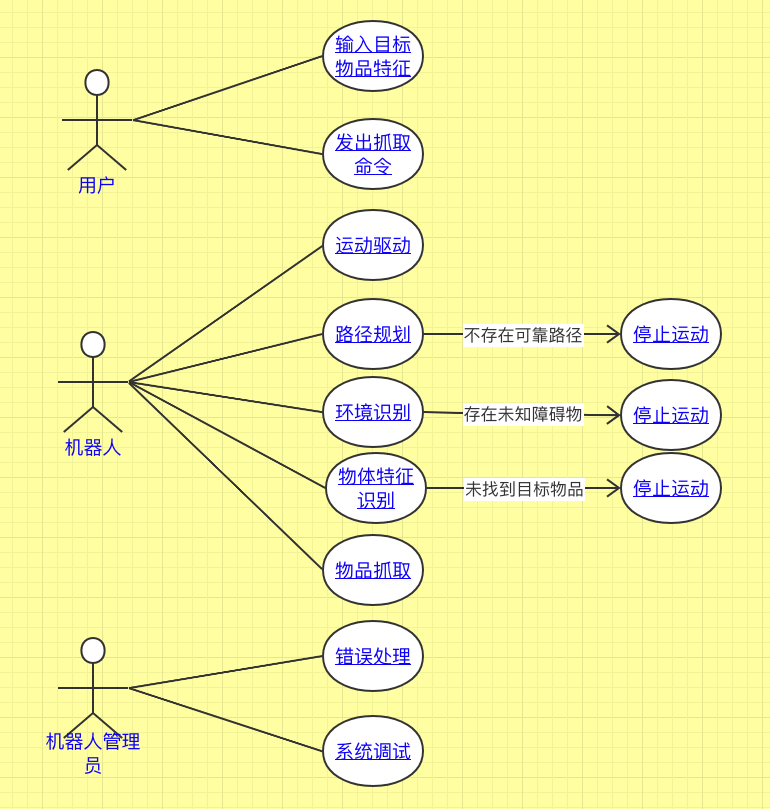 输入目标
物品特征
发出抓取
命令
用户
运动驱动
路径规划
不存在可靠路径
停止运动
环境识别
存在未知障碍物
停止运动
机器人
物体特征
识别
未找到目标物品
停止运动
物品抓取
错误处理
机器人管理
员
系统调试